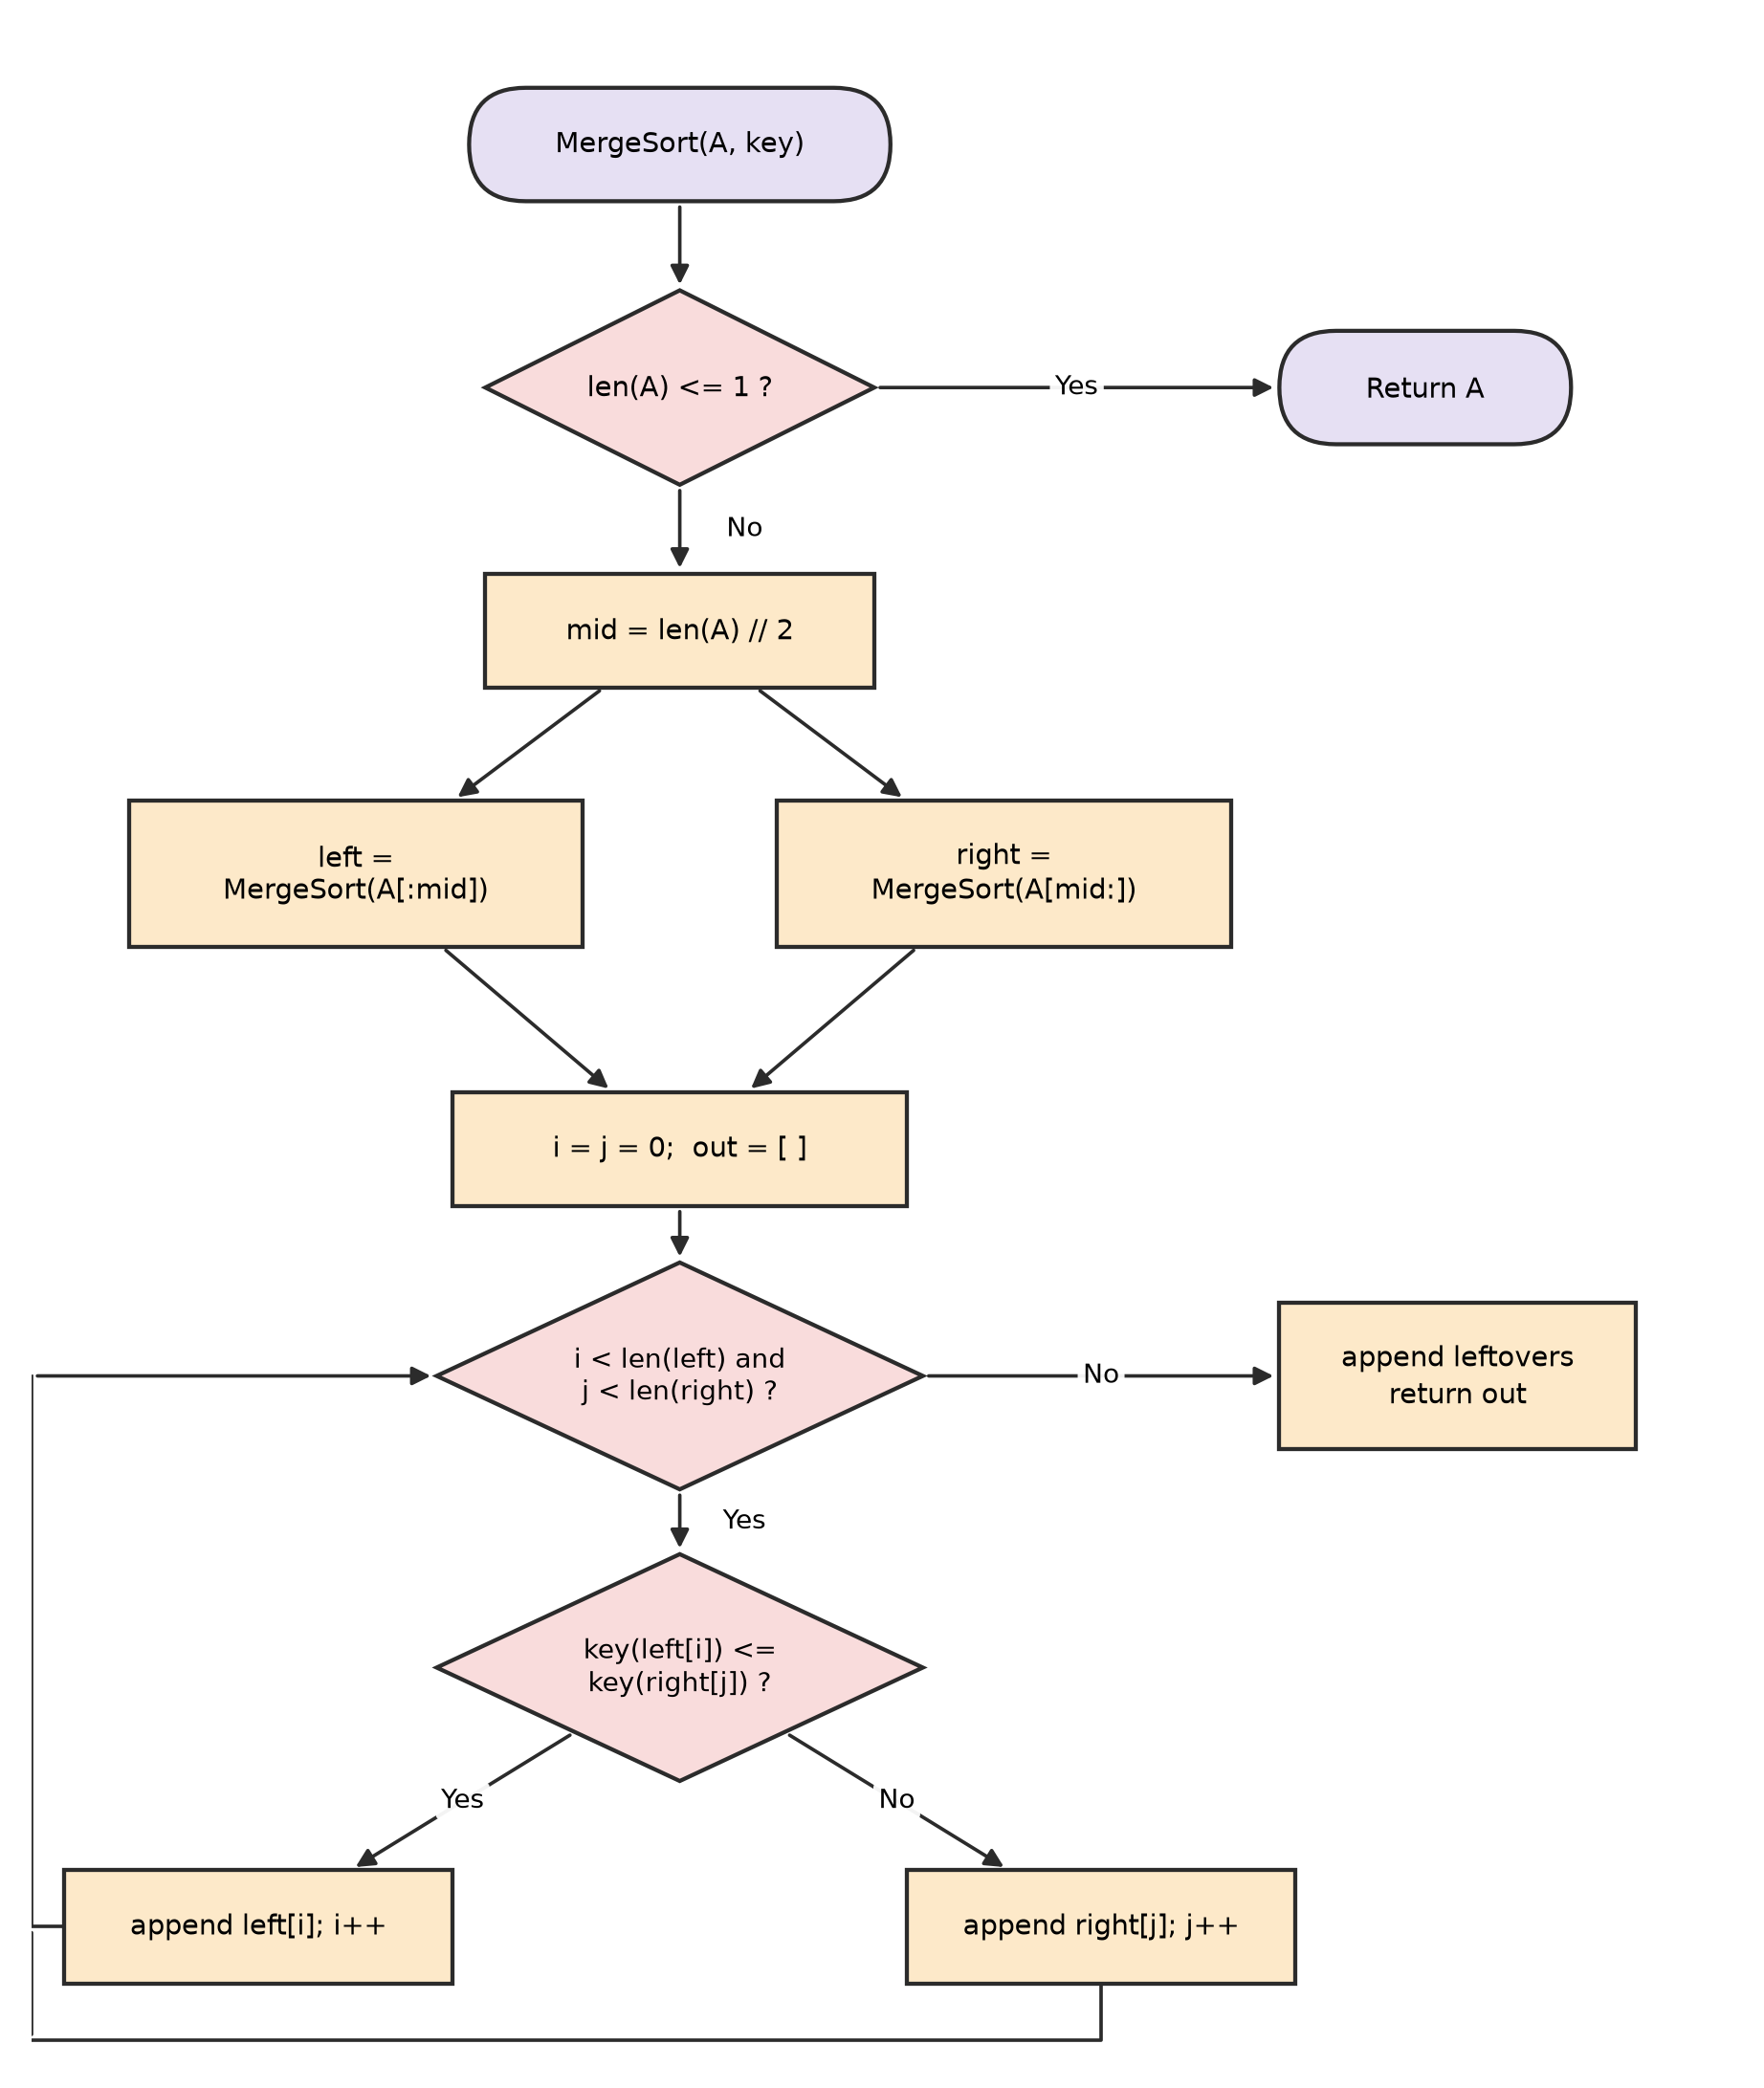 MergeSort(A, key)
len(A) <= 1 ?
Yes
Return A
No
mid = len(A) // 2
left =
MergeSort(A[:mid])
right =
MergeSort(A[mid:])
i = j = 0;  out = [ ]
i < len(left) and
j < len(right) ?
No
append leftovers
return out
Yes
key(left[i]) <=
key(right[j]) ?
Yes
No
append left[i]; i++
append right[j]; j++